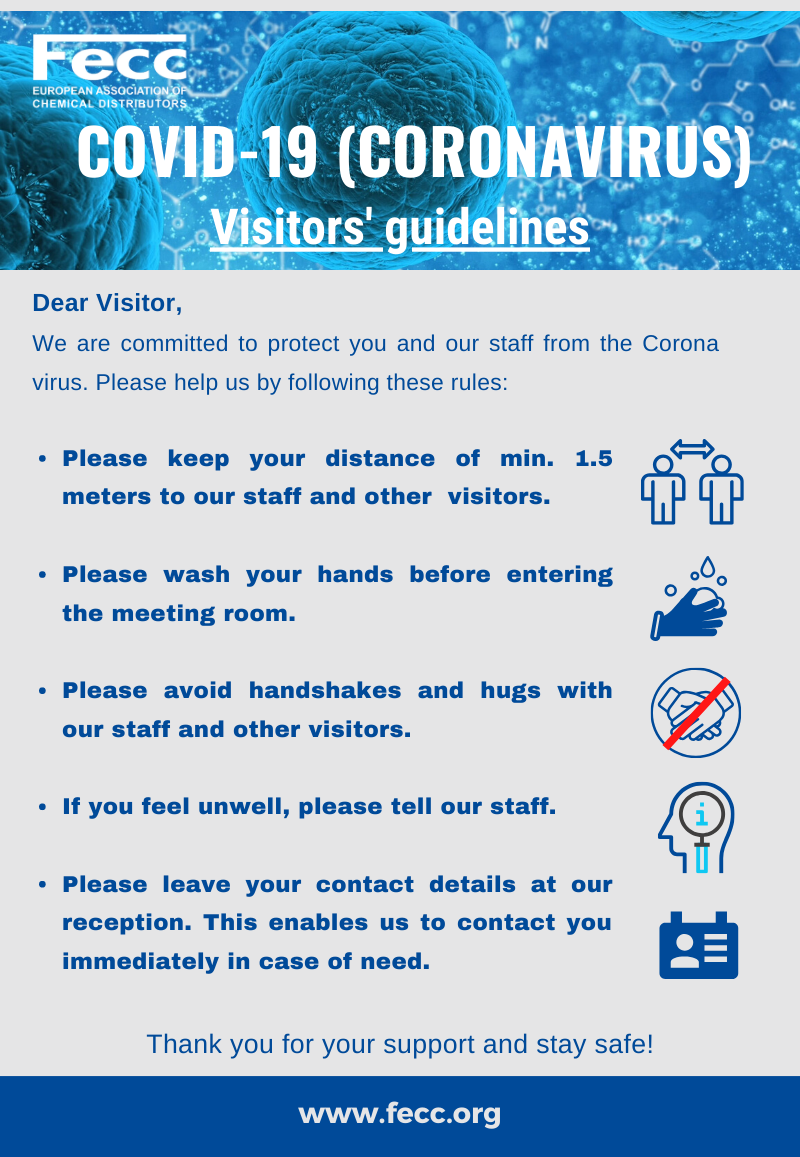 Fecc
EUROPEAN ASSOCIATION OF
CHEMICAL DISTRIBUTORS
COVID-19 (CORONAVIRUS)
Visitors' guidelines
Dear Visitor,
We are committed to protect you and our staff from the Corona
virus. Please help us by following these rules:
• Please keep your distance of min. 1.5
meters to our staff and other visitors.
• Please wash your hands before entering
the meeting room.
• Please avoid handshakes and hugs with
our staff and other visitors.
• If you feel unwell, please tell our staff.
i
• Please leave your contact details at our
reception. This enables us to contact you
immediately in case of need.
Thank you for your support and stay safe!
www.fecc.org